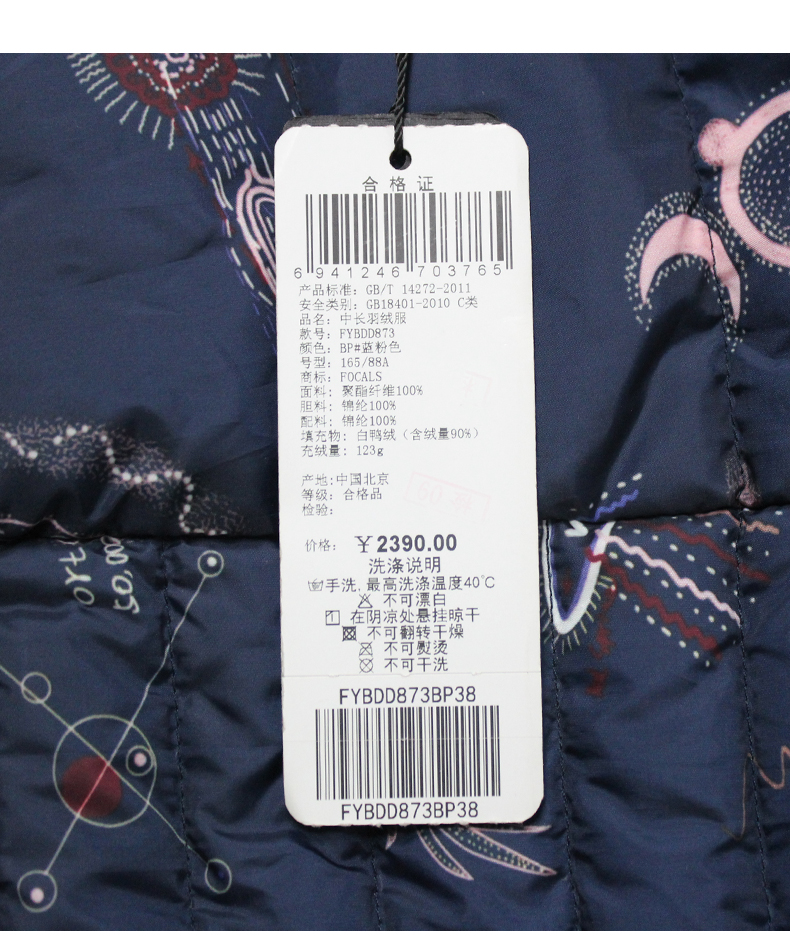 合格证
6 941246 703765
产品标准: GB/T 14272-2011
安全类别: GB18401-2010 C类
品名: 中长羽绒服
款号: FYBDD873
颜色: BP#蓝粉色
号型: 165/88A
商标: FOCALS
面料: 聚酯纤维100%
胆料: 锦纶100%
配料: 锦纶100%
填充物: 白鸭绒（含绒量90%）
充绒量: 123g
产地:中国北京
等级: 合格品
检验:
价格: ￥2390.00
洗涤说明
手洗,最高洗涤温度40℃
不可漂白
在阴凉处悬挂晾干
不可翻转干燥
不可熨烫
不可干洗
FYBDD873BP38
FYBDD873BP38
50.00